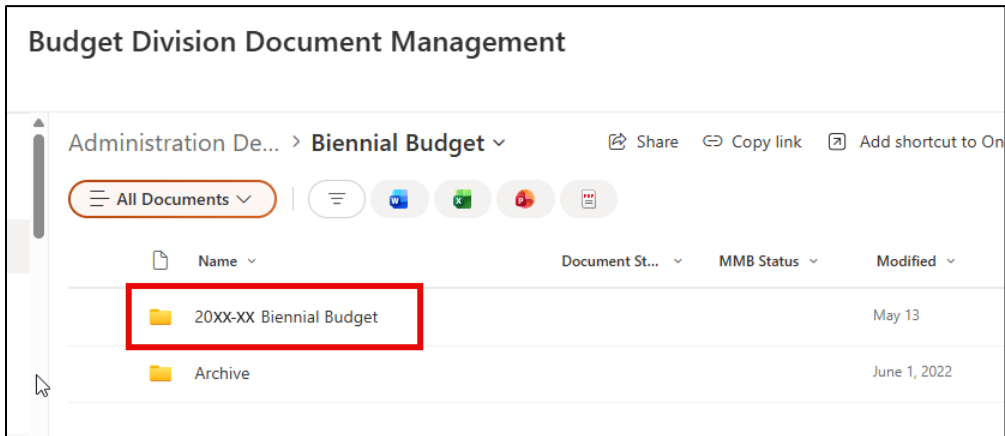 Budget Division Document Management
Administration De... > Biennial Budget Share Copy link Add shortcut to On
All Documents
Name Document St... MMB Status Modified
20XX-XX Biennial Budget May 13
Archive June 1, 2022